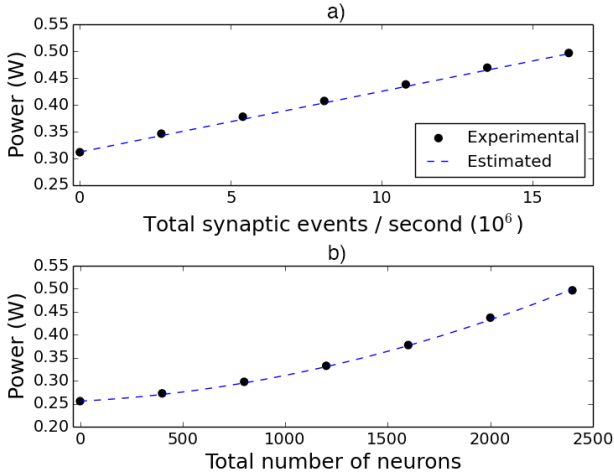 a)
0.55
0.50
0.45
0.40
0.35
0.30
0.25
Power (W)
Experimental
Estimated
0 5 10 15
Total synaptic events / second (10⁶)
b)
0.55
0.50
0.45
0.40
0.35
0.30
0.25
0.20
Power (W)
0 500 1000 1500 2000 2500
Total number of neurons